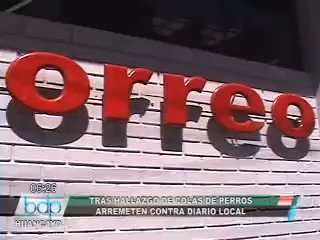 orreo
06:26
bdp
HUANCAYO
TRAS HALLAZGO DE COLAS DE PERROS
ARREMETEN CONTRA DIARIO LOCAL